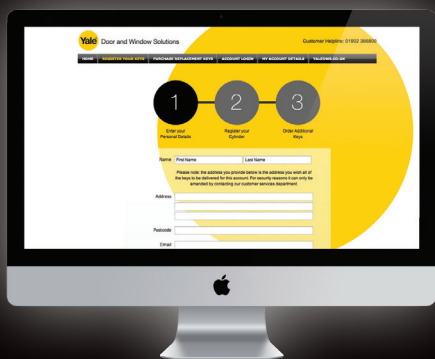 Yale Door and Window Solutions
Customer Helpline: 01902 366800
HOME REGISTER YOUR KEYS PURCHASE REPLACEMENT KEYS ACCOUNT LOGIN MY ACCOUNT DETAILS YALEDWS.CO.UK
1 2 3
Enter your
Personal Details
Register your
Cylinder
Order Additional
Keys
Name First Name Last Name
Please note: the address you provide below is the address you wish all of
the keys to be delivered for this account. For security reasons it can only be
amended by contacting our customer services department.
Address
Postcode
Email